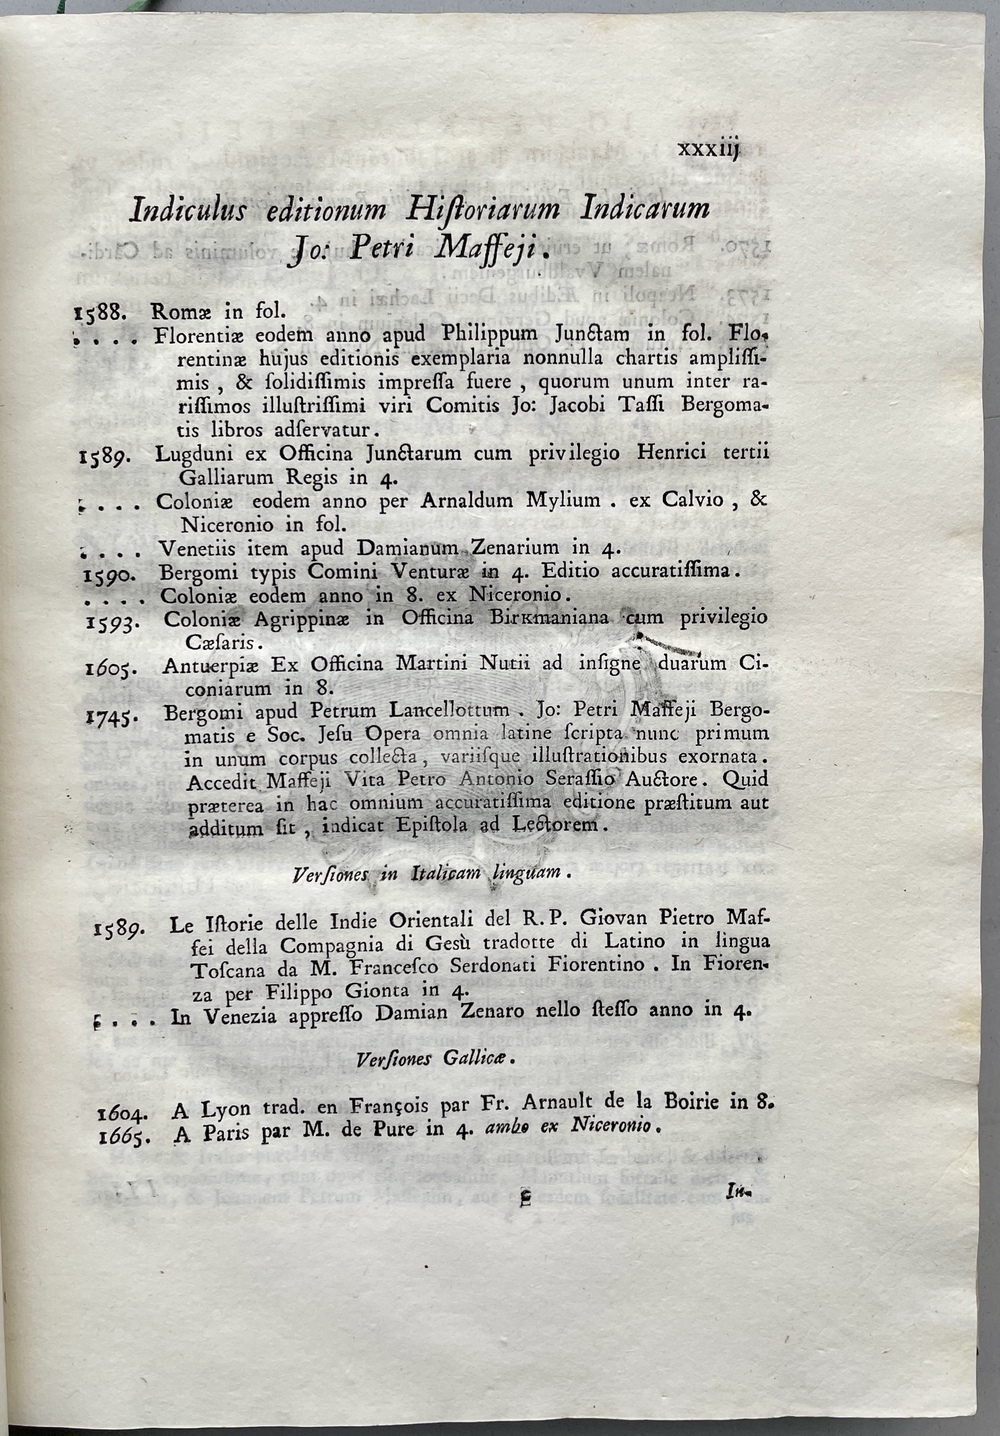 xxxiij
Indiculus editionum Hiſtoriarum Indicarum
Jo: Petri Maffeji.
1588. Romæ in fol.
. . . . Florentiæ eodem anno apud Philippum Junctam in fol. Flo-
rentinæ hujus editionis exemplaria nonnulla chartis ampliſſi-
mis , & ſolidiſſimis impreſſa fuere , quorum unum inter ra-
riſſimos illuſtriſſimi viri Comitis Jo: Jacobi Taſſi Bergoma-
tis libros adſervatur.
1589. Lugduni ex Officina Junctarum cum privilegio Henrici tertii
Galliarum Regis in 4.
. . . . Coloniæ eodem anno per Arnaldum Mylium . ex Calvio , &
Niceronio in fol.
. . . . Venetiis item apud Damianum Zenarium in 4.
1590. Bergomi typis Comini Venturæ in 4. Editio accuratiſſima.
. . . . Coloniæ eodem anno in 8. ex Niceronio.
1593. Coloniæ Agrippinæ in Officina Birkmaniana cum privilegio
Cæſaris.
1605. Antuerpiæ Ex Officina Martini Nutii ad inſigne duarum Ci-
coniarum in 8.
1745. Bergomi apud Petrum Lancellottum . Jo: Petri Maffeji Bergo-
matis e Soc. Jeſu Opera omnia latine ſcripta nunc primum
in unum corpus collecta, variiſque illuſtrationibus exornata.
Accedit Maffeji Vita Petro Antonio Seraſſio Auctore. Quid
præterea in hac omnium accuratiſſima editione præſtitum aut
additum ſit , indicat Epiſtola ad Lectorem.
Verſiones in Italicam linguam.
1589. Le Iſtorie delle Indie Orientali del R. P. Giovan Pietro Maf-
fei della Compagnia di Gesù tradotte di Latino in lingua
Toſcana da M. Franceſco Serdonati Fiorentino . In Fioren-
za per Filippo Gionta in 4.
. . . . In Venezia appreſſo Damian Zenaro nello ſteſſo anno in 4.
Verſiones Gallicæ.
1604. A Lyon trad. en François par Fr. Arnault de la Boirie in 8.
1665. A Paris par M. de Pure in 4. ambo ex Niceronio.
In-